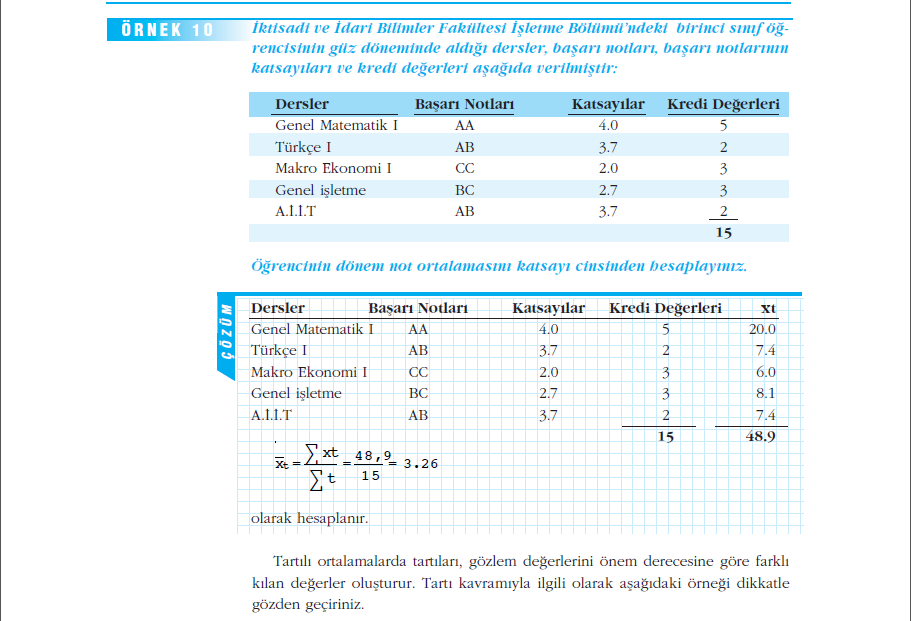 ÖRNEK 10
İktisadi ve İdari Bilimler Fakültesi İşletme Bölümü'ndeki birinci sınıf öğ-
rencisinin güz döneminde aldığı dersler, başarı notları, başarı notlarının
katsayıları ve kredi değerleri aşağıda verilmiştir:
Dersler Başarı Notları Katsayılar Kredi Değerleri
Genel Matematik I AA 4.0 5
Türkçe I AB 3.7 2
Makro Ekonomi I CC 2.0 3
Genel işletme BC 2.7 3
A.İ.İ.T AB 3.7 2
15
Öğrencinin dönem not ortalamasını katsayı cinsinden hesaplayınız.
ÇÖZÜM
Dersler Başarı Notları Katsayılar Kredi Değerleri xt
Genel Matematik I AA 4.0 5 20.0
Türkçe I AB 3.7 2 7.4
Makro Ekonomi I CC 2.0 3 6.0
Genel işletme BC 2.7 3 8.1
A.İ.İ.T AB 3.7 2 7.4
15 48.9
x̄t = ∑ xt / ∑ t = 48,9 / 15 = 3.26
olarak hesaplanır.
Tartılı ortalamalarda tartıları, gözlem değerlerini önem derecesine göre farklı
kılan değerler oluşturur. Tartı kavramıyla ilgili olarak aşağıdaki örneği dikkatle
gözden geçiriniz.